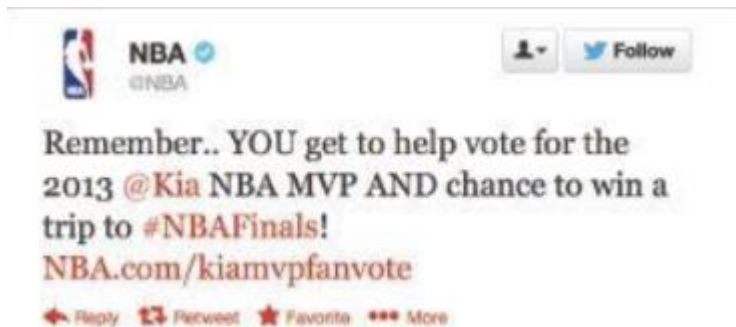 NBA
@NBA
Follow
Remember.. YOU get to help vote for the
2013 @Kia NBA MVP AND chance to win a
trip to #NBAFinals!
NBA.com/kiamvpfanvote
Reply Retweet Favorite More